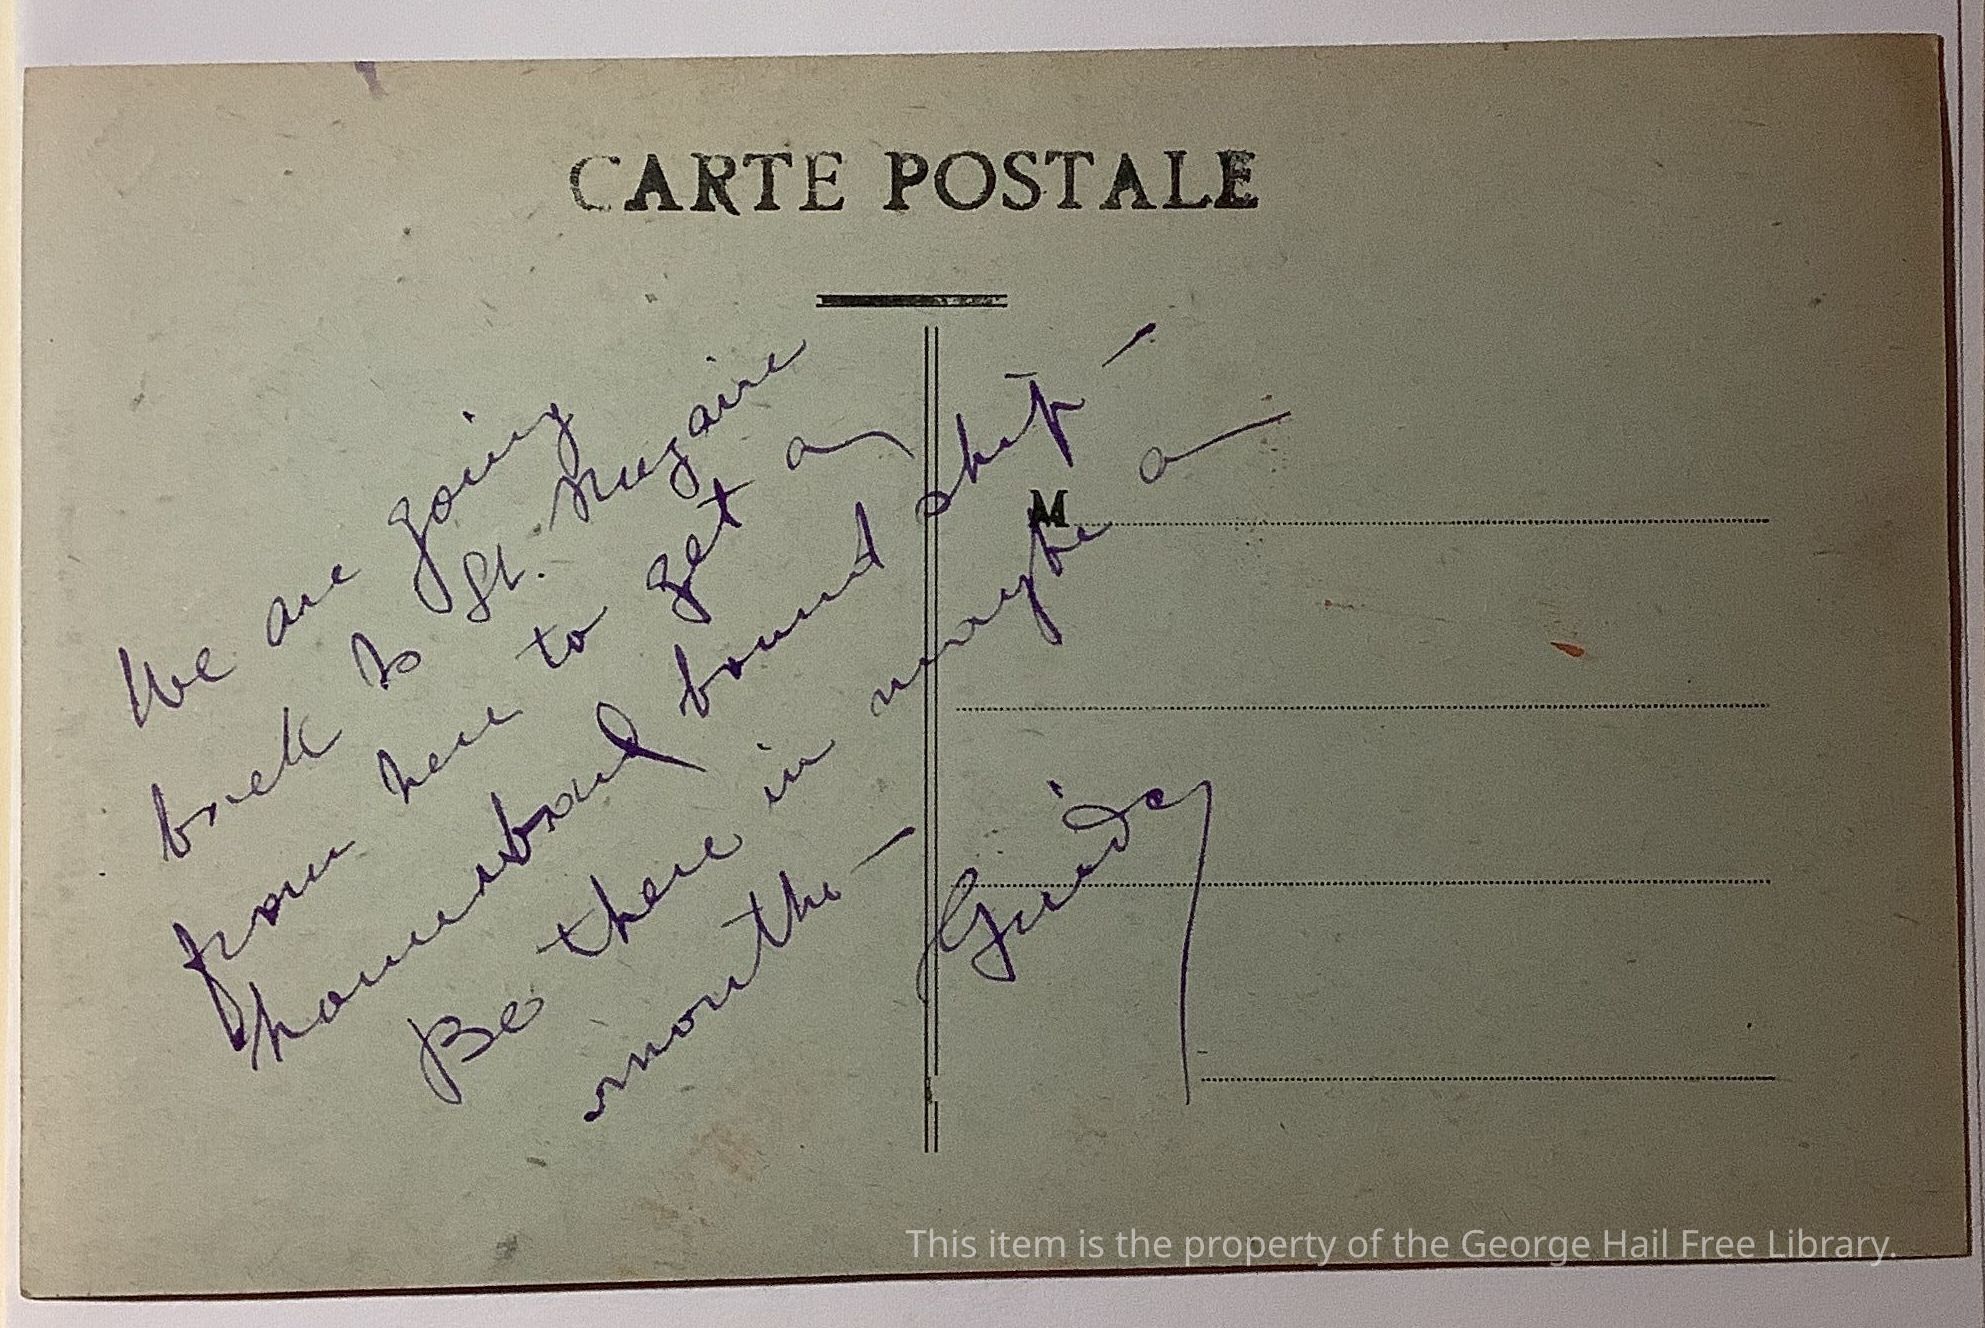 CARTE POSTALE
We are going
back to St. Nazaire
from here to get a
homeward bound ship —
Be there in maybe a
month —
Guido
M
This item is the property of the George Hail Free Library.